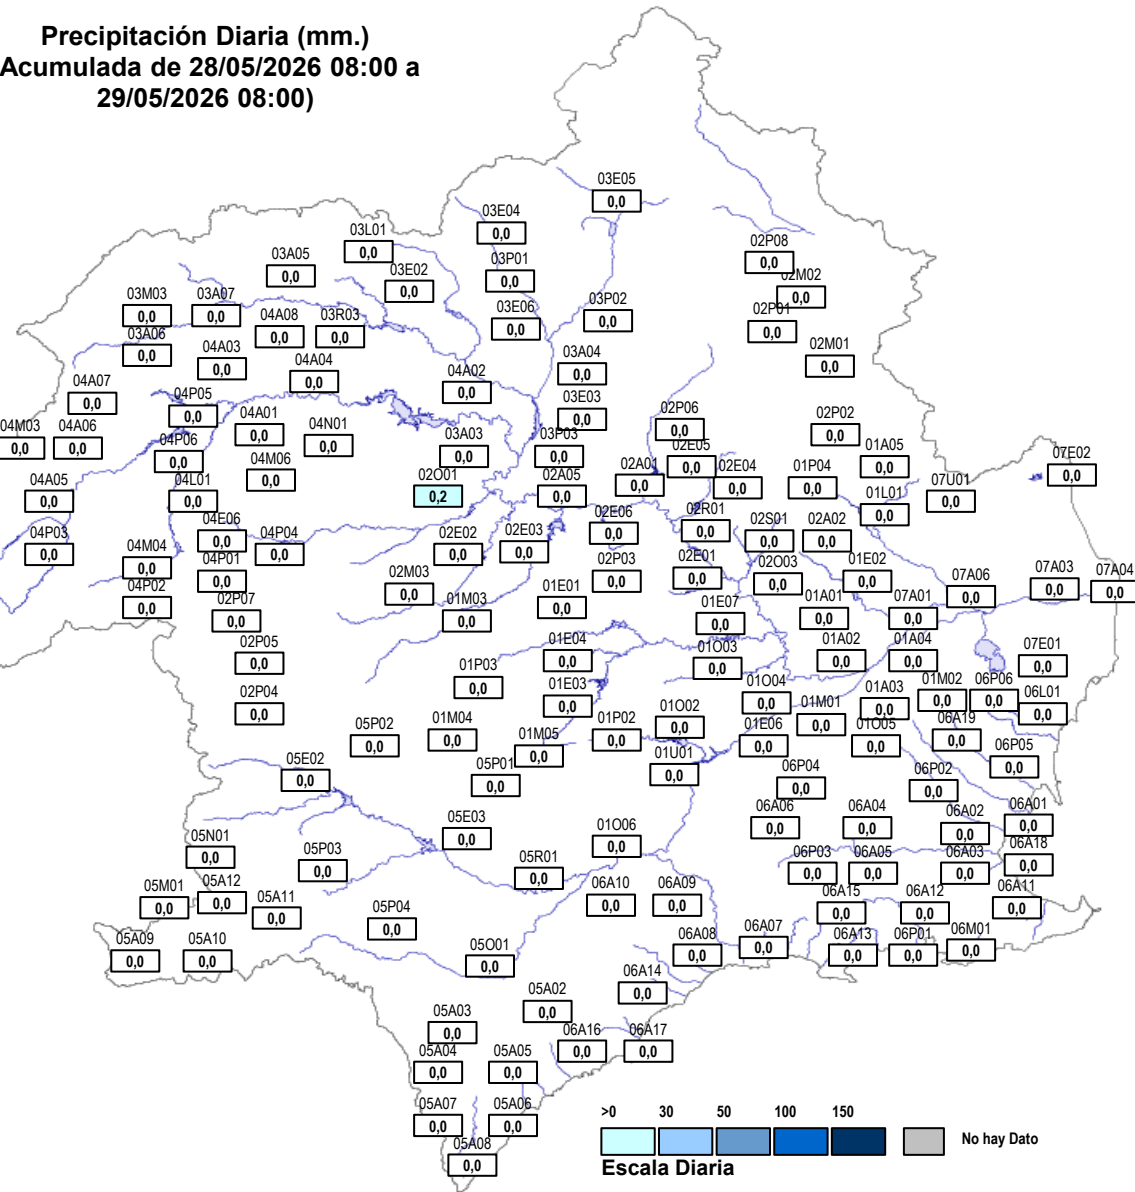 Precipitación Diaria (mm.)
Acumulada de 28/05/2026 08:00 a
29/05/2026 08:00)
03E05
0,0
03E04
0,0
03L01
0,0
02P08
0,0
03A05
0,0
03P01
0,0
03E02
0,0
02M02
0,0
03M03
0,0
03A07
0,0
03P02
0,0
03E06
0,0
02P01
0,0
04A08
0,0
03R03
0,0
03A06
0,0
04A03
0,0
03A04
0,0
02M01
0,0
04A04
0,0
04A02
0,0
04A07
0,0
04P05
0,0
03E03
0,0
02P06
0,0
02P02
0,0
04M03
0,0
04A06
0,0
04A01
0,0
04N01
0,0
03A03
0,0
03P03
0,0
04P06
0,0
02E05
0,0
01A05
0,0
07E02
0,0
04M06
0,0
02A01
0,0
02E04
0,0
01P04
0,0
04A05
0,0
04L01
0,0
02O01
0,2
02A05
0,0
07U01
0,0
01L01
0,0
04E06
0,0
02E06
0,0
02R01
0,0
02S01
0,0
02A02
0,0
04P03
0,0
04P04
0,0
02E02
0,0
02E03
0,0
04M04
0,0
04P01
0,0
02P03
0,0
02E01
0,0
02O03
0,0
01E02
0,0
02M03
0,0
07A06
0,0
07A03
0,0
07A04
0,0
04P02
0,0
02P07
0,0
01M03
0,0
01E01
0,0
01E07
0,0
01A01
0,0
07A01
0,0
02P05
0,0
01E04
0,0
01O03
0,0
01A02
0,0
01A04
0,0
07E01
0,0
01P03
0,0
02P04
0,0
01E03
0,0
01O04
0,0
01A03
0,0
01M02
0,0
06P06
0,0
06L01
0,0
05P02
0,0
01M04
0,0
01M05
0,0
01P02
0,0
01O02
0,0
01E06
0,0
01M01
0,0
01O05
0,0
06A19
0,0
05E02
0,0
05P01
0,0
01U01
0,0
06P04
0,0
06P02
0,0
06P05
0,0
05E03
0,0
01O06
0,0
06A06
0,0
06A04
0,0
06A02
0,0
06A01
0,0
05N01
0,0
05P03
0,0
05R01
0,0
06P03
0,0
06A05
0,0
06A03
0,0
06A18
0,0
05M01
0,0
05A12
0,0
05A11
0,0
06A10
0,0
06A09
0,0
06A15
0,0
06A12
0,0
06A11
0,0
05P04
0,0
05A09
0,0
05A10
0,0
05O01
0,0
06A08
0,0
06A07
0,0
06A13
0,0
06P01
0,0
06M01
0,0
06A14
0,0
05A02
0,0
05A03
0,0
06A16
0,0
06A17
0,0
05A04
0,0
05A05
0,0
05A07
0,0
05A06
0,0
05A08
0,0
>0 30 50 100 150
No hay Dato
Escala Diaria